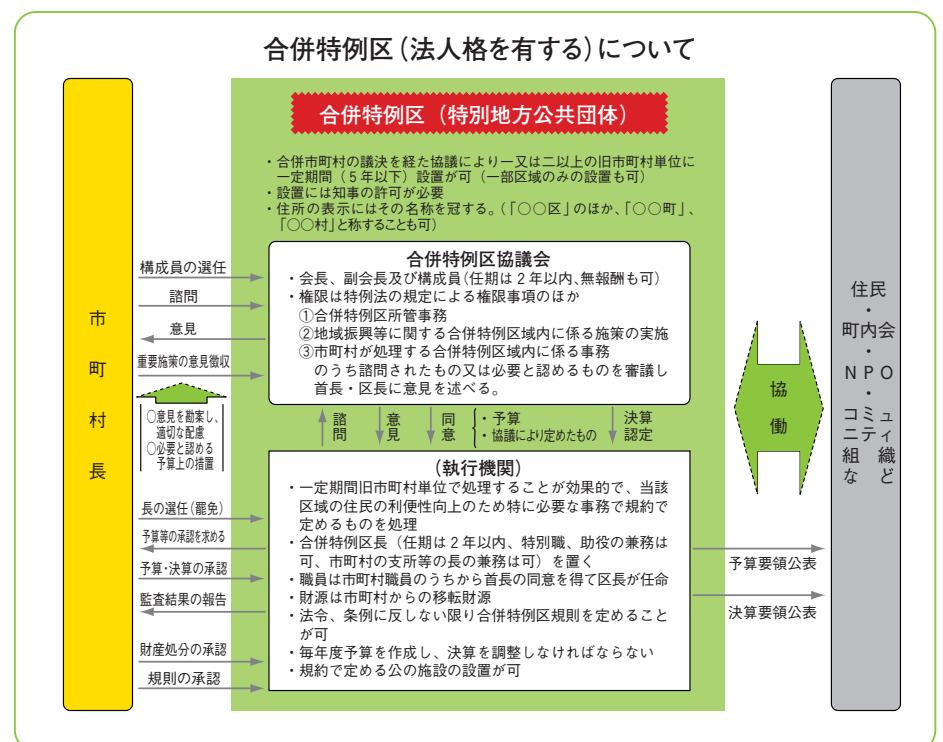 合併特例区(法人格を有する)について
市町村長
合併特例区(特別地方公共団体)
・合併市町村の議決を経た協議により一又は二以上の旧市町村単位に
一定期間(5年以下)設置が可(一部区域のみの設置も可)
・設置には知事の許可が必要
・住所の表示にはその名称を冠する。(「〇〇区」のほか、「〇〇町」、
「〇〇村」と称することも可)
構成員の選任
諮問
意見
重要施策の意見徴収
〇意見を勘案し、
適切な配慮
〇必要と認める
予算上の措置
合併特例区協議会
・会長、副会長及び構成員(任期は2年以内、無報酬も可)
・権限は特例法の規定による権限事項のほか
①合併特例区所管事務
②地域振興等に関する合併特例区域内に係る施策の実施
③市町村が処理する合併特例区域内に係る事務
のうち諮問されたもの又は必要と認めるものを審議し
首長・区長に意見を述べる。
諮問
意見
同意
・予算
・協議により定めたもの
決算
認定
長の選任(罷免)
予算等の承認を求める
予算・決算の承認
監査結果の報告
財産処分の承認
規則の承認
(執行機関)
・一定期間旧市町村単位で処理することが効果的で、当該
区域の住民の利便性向上のため特に必要な事務で規約で
定めるものを処理
・合併特例区長(任期は2年以内、特別職、助役の兼務は
可、市町村の支所等の長の兼務は可)を置く
・職員は市町村職員のうちから首長の同意を得て区長が任命
・財源は市町村からの移転財源
・法令、条例に反しない限り合併特例区規則を定めること
が可
・毎年度予算を作成し、決算を調整しなければならない
・規約で定める公の施設の設置が可
協働
予算要領公表
決算要領公表
住民
・
町内会
・
NPO
・
コミュニティ組織など